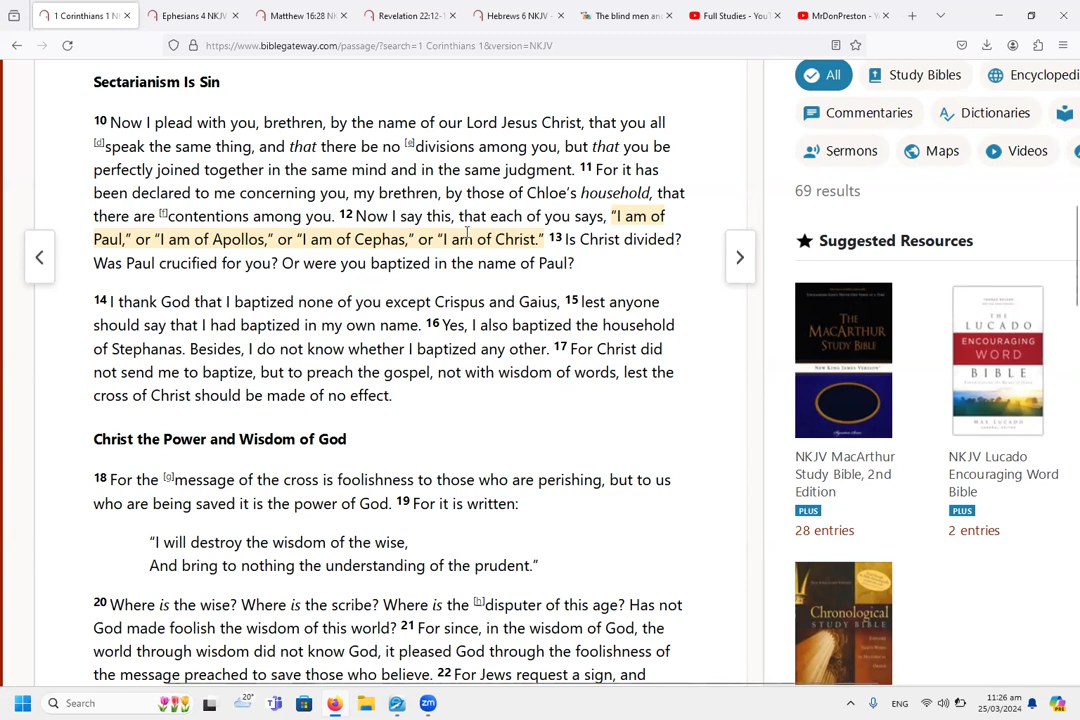 1 Corinthians 1 N
Ephesians 4 NKJV
Matthew 16:28 N
Revelation 22:12-1
Hebrews 6 NKJV -
The blind men an
Full Studies - You
MrDonPreston - Y
https://www.biblegateway.com/passage/?search=1 Corinthians 1&version=NKJV
Sectarianism Is Sin
10 Now I plead with you, brethren, by the name of our Lord Jesus Christ, that you all
[d]speak the same thing, and that there be no [e]divisions among you, but that you be
perfectly joined together in the same mind and in the same judgment. 11 For it has
been declared to me concerning you, my brethren, by those of Chloe’s household, that
there are [f]contentions among you. 12 Now I say this, that each of you says, “I am of
Paul,” or “I am of Apollos,” or “I am of Cephas,” or “I am of Christ.” 13 Is Christ divided?
Was Paul crucified for you? Or were you baptized in the name of Paul?
14 I thank God that I baptized none of you except Crispus and Gaius, 15 lest anyone
should say that I had baptized in my own name. 16 Yes, I also baptized the household
of Stephanas. Besides, I do not know whether I baptized any other. 17 For Christ did
not send me to baptize, but to preach the gospel, not with wisdom of words, lest the
cross of Christ should be made of no effect.
Christ the Power and Wisdom of God
18 For the [g]message of the cross is foolishness to those who are perishing, but to us
who are being saved it is the power of God. 19 For it is written:
“I will destroy the wisdom of the wise,
And bring to nothing the understanding of the prudent.”
20 Where is the wise? Where is the scribe? Where is the [h]disputer of this age? Has not
God made foolish the wisdom of this world? 21 For since, in the wisdom of God, the
world through wisdom did not know God, it pleased God through the foolishness of
the message preached to save those who believe. 22 For Jews request a sign, and
All
Study Bibles
Encyclopedi
Commentaries
Dictionaries
Sermons
Maps
Videos
69 results
Suggested Resources
THE
MACARTHUR
STUDY BIBLE
NEW KING JAMES VERSION
THE
LUCADO
ENCOURAGING
WORD
BIBLE
MAX LUCADO
NKJV MacArthur
Study Bible, 2nd
Edition
PLUS
28 entries
NKJV Lucado
Encouraging Word
Bible
PLUS
2 entries
Chronological
STUDY BIBLE
Search
20°
ENG
11:26 am
25/03/2024
PRE